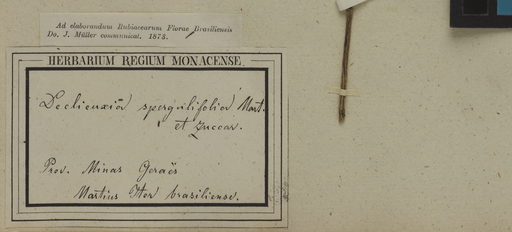 Ad elaborandum Rubiacearum Florae Brasiliensis
Do. J. Müller communicat. 1873.
HERBARIUM REGIUM MONACENSE.
Declieuxia spergulifolia Mart.
et Zuccar.
Prov. Minas Geraës
Martius Iter brasiliense.